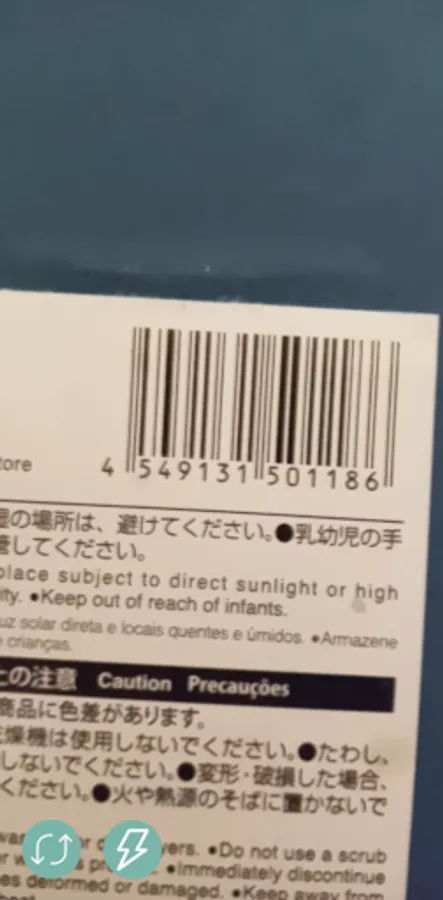 4 549131 501186
の場所は、避けてください。●乳幼児の手
してください。
place subject to direct sunlight or high
●Keep out of reach of infants.
luz solar direta e locais quentes e úmidos. ●Armazene
crianças.
の注意 Caution Precauções
商品に色差があります。
燥機は使用しないでください。●たわし、
しないでください。●変形・破損した場合、
ください。●火や熱源のそばに置かないで
●Do not use a scrub
●Immediately discontinue
deformed or damaged. ●Keep away from